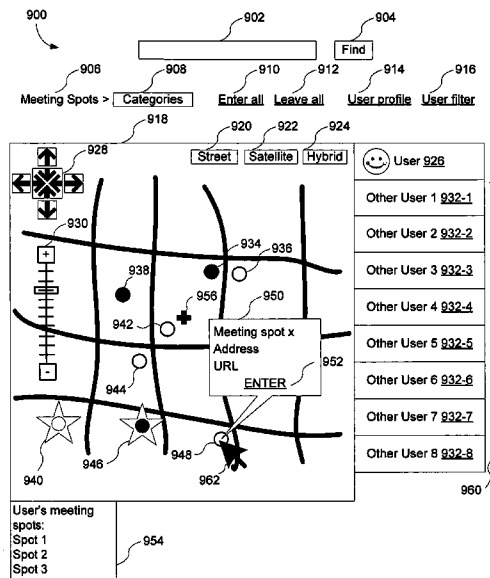 900
902
904
Find
906
908
910
912
914
916
Meeting Spots > Categories Enter all Leave all User profile User filter
918
920
922
924
Street Satellite Hybrid
928
User 926
Other User 1 932-1
Other User 2 932-2
Other User 3 932-3
Other User 4 932-4
Other User 5 932-5
Other User 6 932-6
Other User 7 932-7
Other User 8 932-8
930
+
-
934
936
938
956
950
942
Meeting spot x
Address
URL
ENTER
952
944
940
946
948
962
960
User's meeting
spots:
Spot 1
Spot 2
Spot 3
954